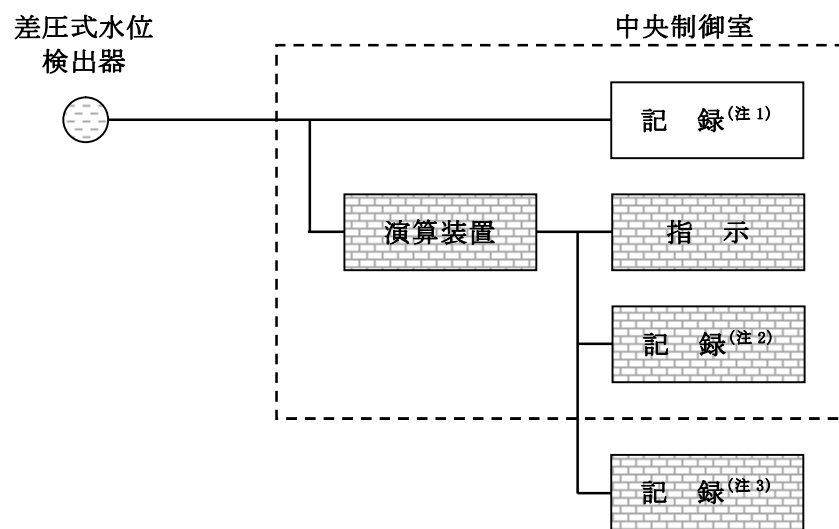 差圧式水位
検出器
中央制御室
記 録(注1)
演算装置
指 示
記 録(注2)
記 録(注3)